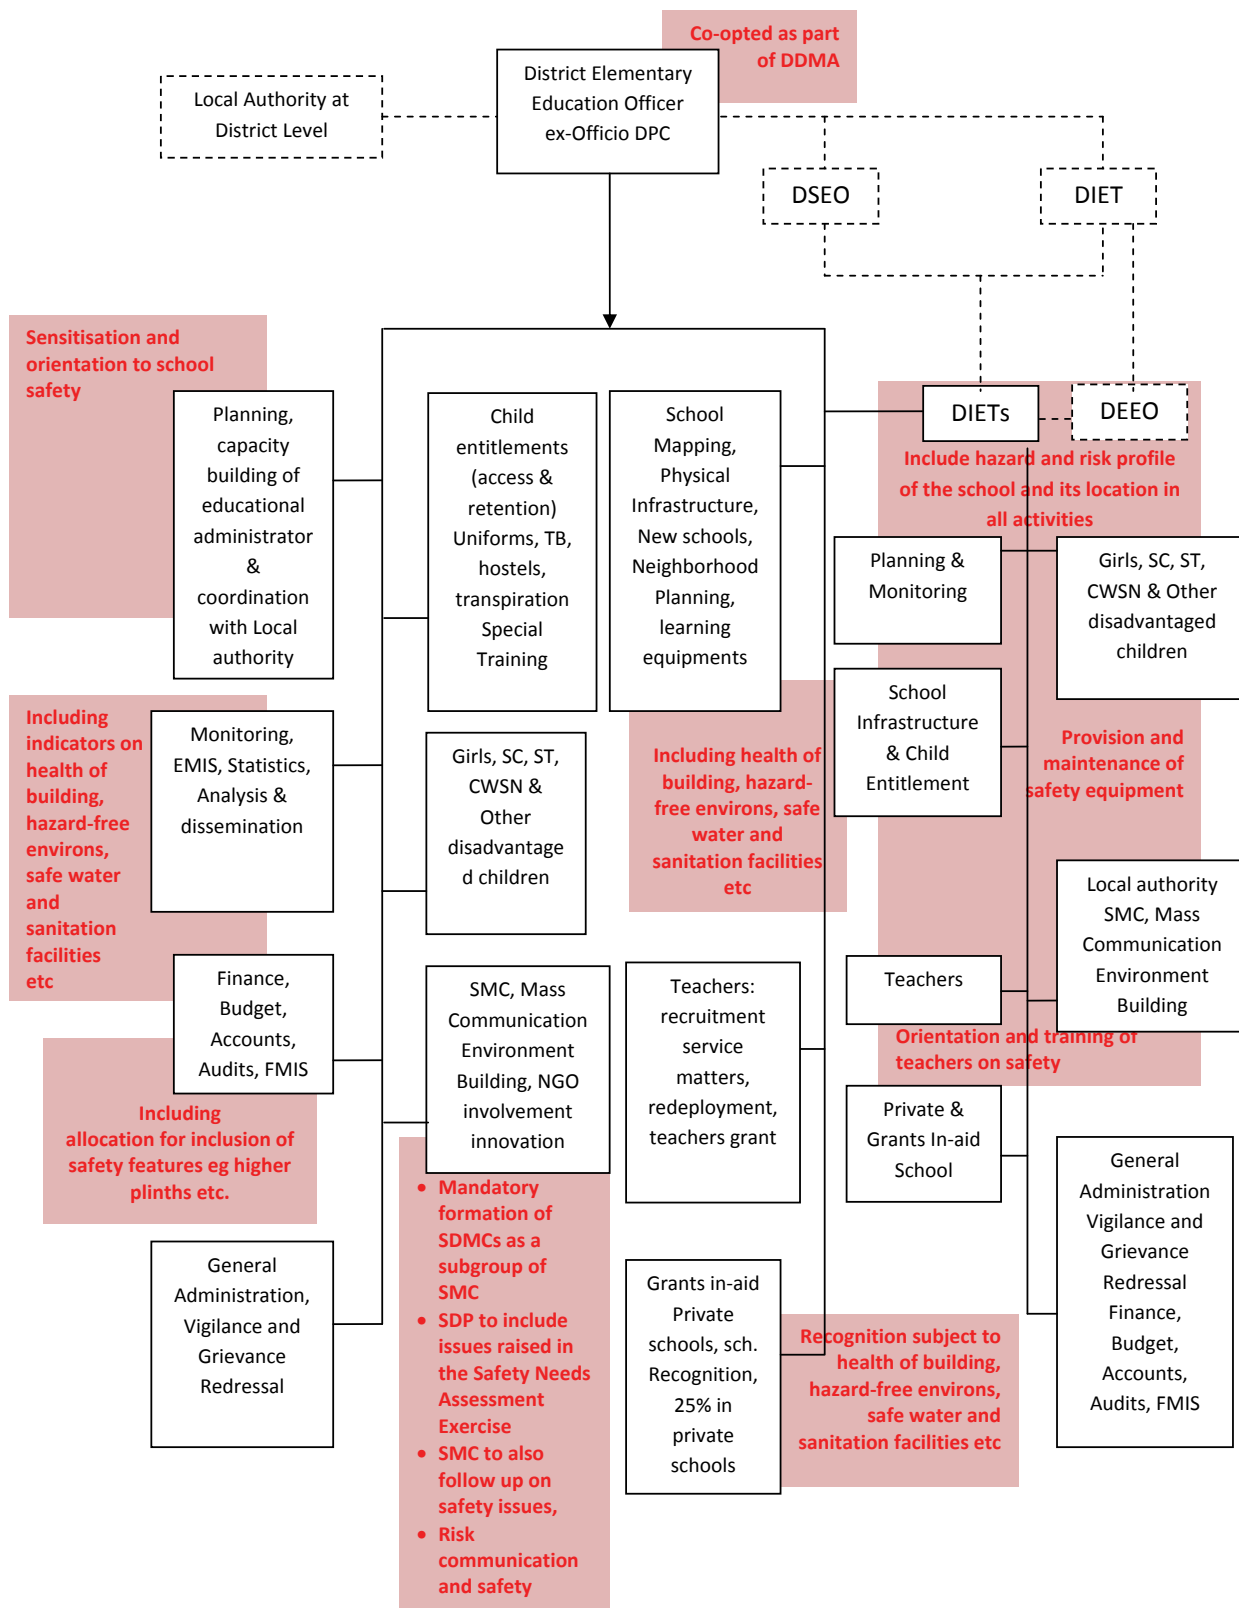 Co-opted as part
of DDMA
District Elementary
Education Officer
ex-Officio DPC
Local Authority at
District Level
DSEO
DIET
Sensitisation and
orientation to school
safety
Planning,
capacity
building of
educational
administrator
&
coordination
with Local
authority
Child
entitlements
(access &
retention)
Uniforms, TB,
hostels,
transpiration
Special
Training
School
Mapping,
Physical
Infrastructure,
New schools,
Neighborhood
Planning,
learning
equipments
DIETs
DEEO
Include hazard and risk profile
of the school and its location in
all activities
Planning &
Monitoring
Girls, SC, ST,
CWSN & Other
disadvantaged
children
Including
indicators on
health of
building,
hazard-free
environs,
safe water
and
sanitation
facilities
etc
Monitoring,
EMIS, Statistics,
Analysis &
dissemination
Girls, SC, ST,
CWSN &
Other
disadvantage
d children
Including health of
building, hazard-
free environs, safe
water and
sanitation facilities
etc
School
Infrastructure
& Child
Entitlement
Provision and
maintenance of
safety equipment
Finance,
Budget,
Accounts,
Audits, FMIS
SMC, Mass
Communication
Environment
Building, NGO
involvement
innovation
Teachers:
recruitment
service
matters,
redeployment,
teachers grant
Teachers
Local authority
SMC, Mass
Communication
Environment
Building
Orientation and training of
teachers on safety
Including
allocation for inclusion of
safety features eg higher
plinths etc.
Private &
Grants In-aid
School
• Mandatory
formation of
SDMCs as a
subgroup of
SMC
• SDP to include
issues raised in
the Safety Needs
Assessment
Exercise
• SMC to also
follow up on
safety issues,
• Risk
communication
and safety
General
Administration,
Vigilance and
Grievance
Redressal
Grants in-aid
Private
schools, sch.
Recognition,
25% in
private
schools
Recognition subject to
health of building,
hazard-free environs,
safe water and
sanitation facilities etc
General
Administration
Vigilance and
Grievance
Redressal
Finance,
Budget,
Accounts,
Audits, FMIS